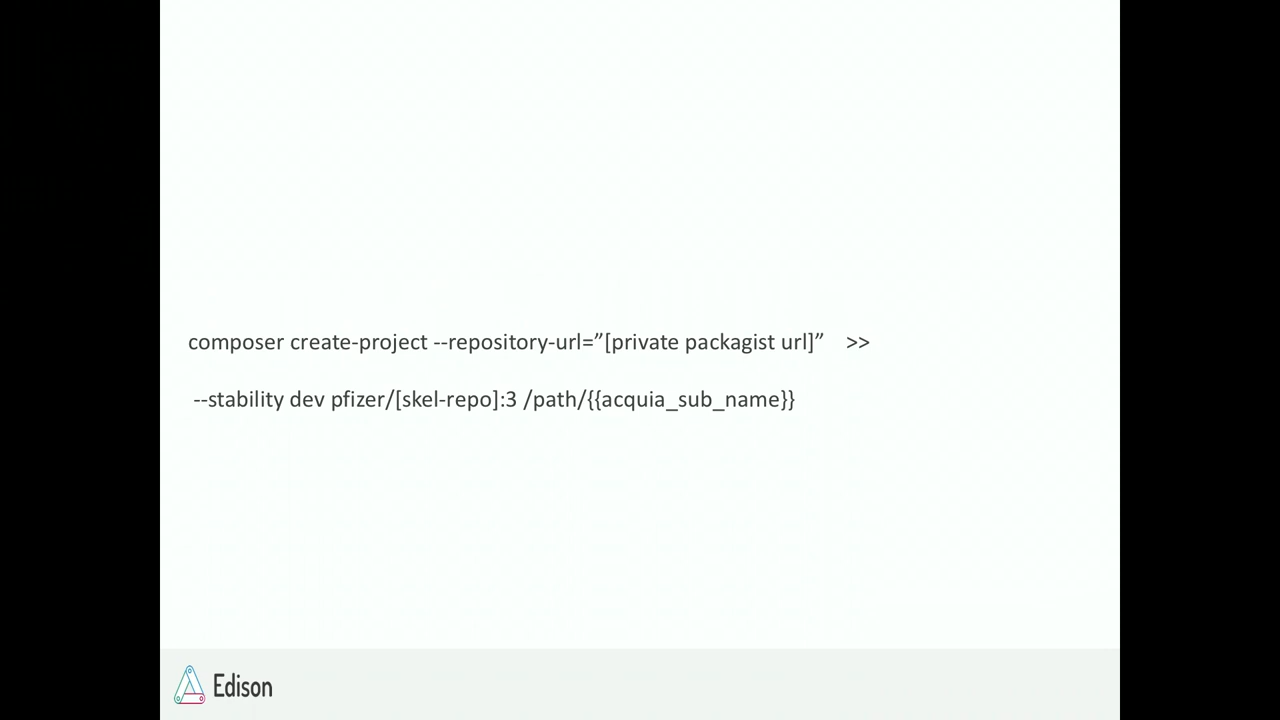 composer create-project --repository-url=”[private packagist url]” >>
--stability dev pfizer/[skel-repo]:3 /path/{{acquia_sub_name}}
Edison